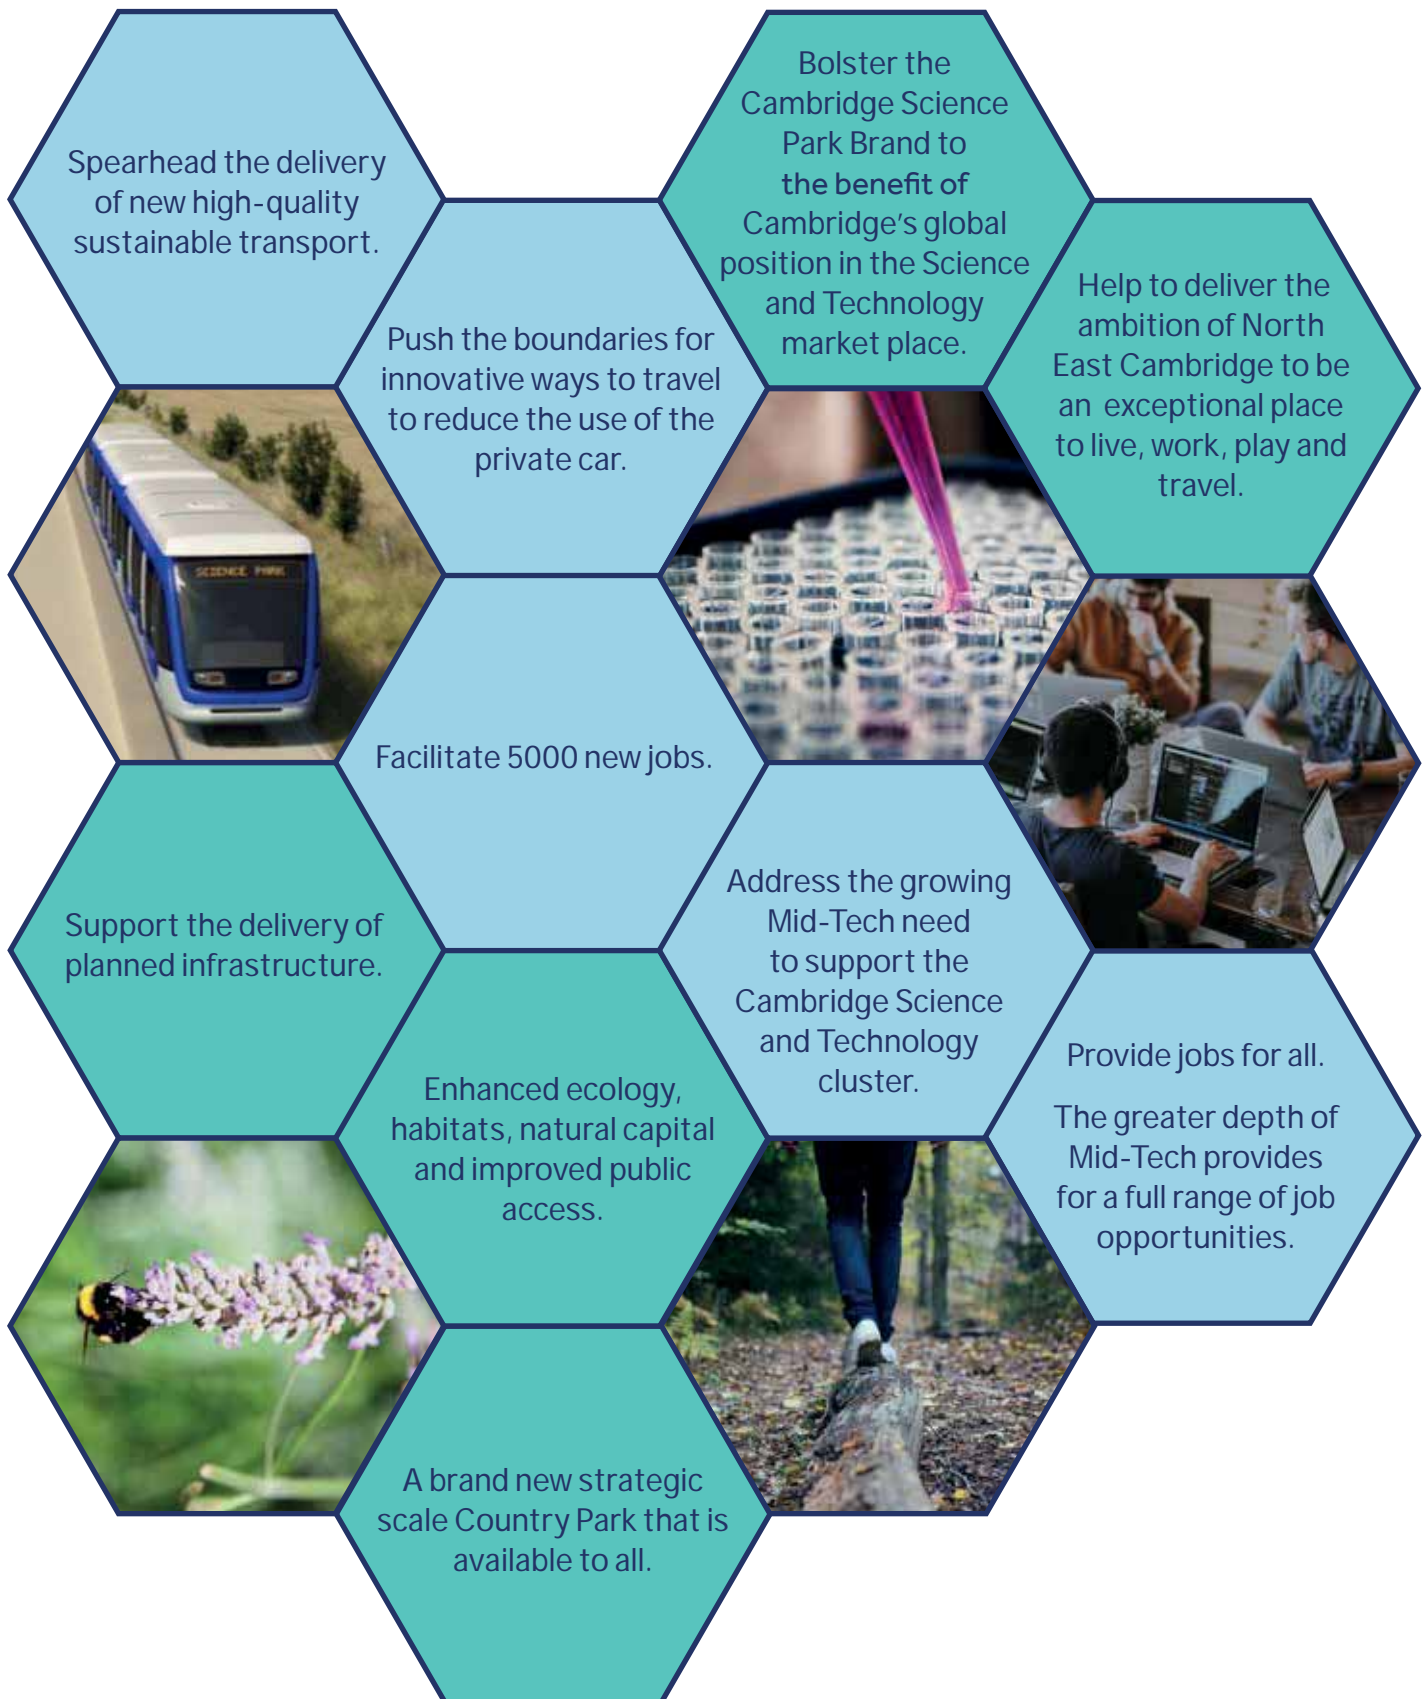 Spearhead the delivery
of new high-quality
sustainable transport.
Bolster the
Cambridge Science
Park Brand to
the benefit of
Cambridge's global
position in the Science
and Technology
market place.
Push the boundaries for
innovative ways to travel
to reduce the use of the
private car.
Help to deliver the
ambition of North
East Cambridge to be
an exceptional place
to live, work, play and
travel.
SCIENCE PARK
Facilitate 5000 new jobs.
Support the delivery of
planned infrastructure.
Address the growing
Mid-Tech need
to support the
Cambridge Science
and Technology
cluster.
Enhanced ecology,
habitats, natural capital
and improved public
access.
Provide jobs for all.
The greater depth of
Mid-Tech provides
for a full range of job
opportunities.
A brand new strategic
scale Country Park that is
available to all.